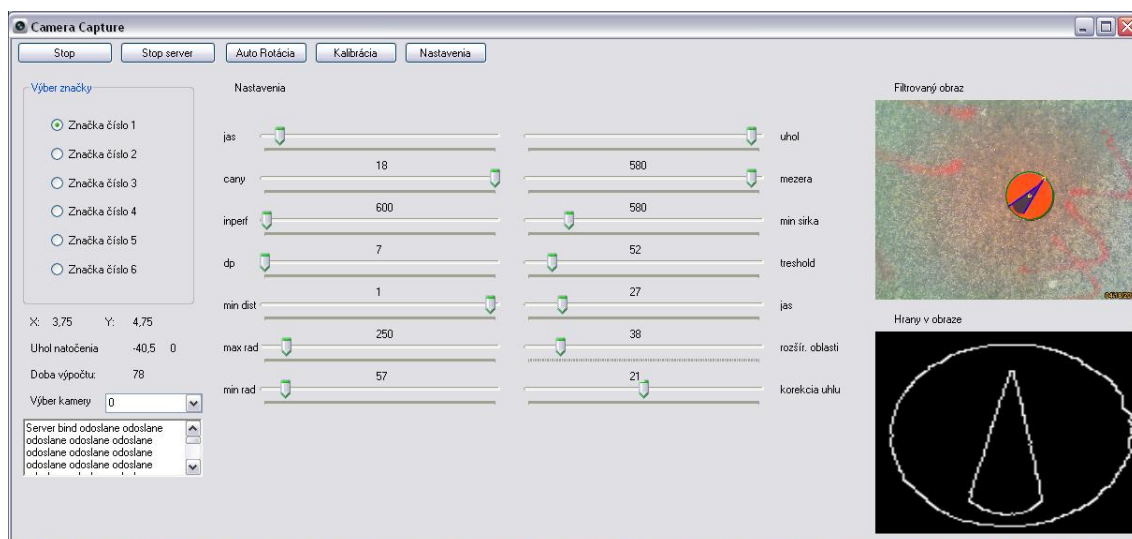 Camera Capture
Stop Stop server Auto Rotácia Kalibrácia Nastavenia
Výber značky
Značka číslo 1
Značka číslo 2
Značka číslo 3
Značka číslo 4
Značka číslo 5
Značka číslo 6
X: 3,75 Y: 4,75
Uhol natočenia -40,5 0
Doba výpočtu: 78
Výber kamery 0
Server bind odoslane odoslane
odoslane odoslane odoslane
odoslane odoslane odoslane
odoslane odoslane odoslane
Nastavenia
jas uhol
18 580
cany mezera
600 580
inperf min sirka
7 52
dp treshold
1 27
min dist jas
250 38
max rad rozšír. oblasti
57 21
min rad korekcia uhlu
Filtrovaný obraz
Hrany v obraze